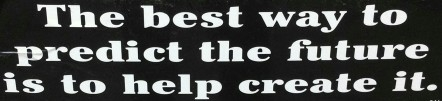 The best way to
predict the future
is to help create it.